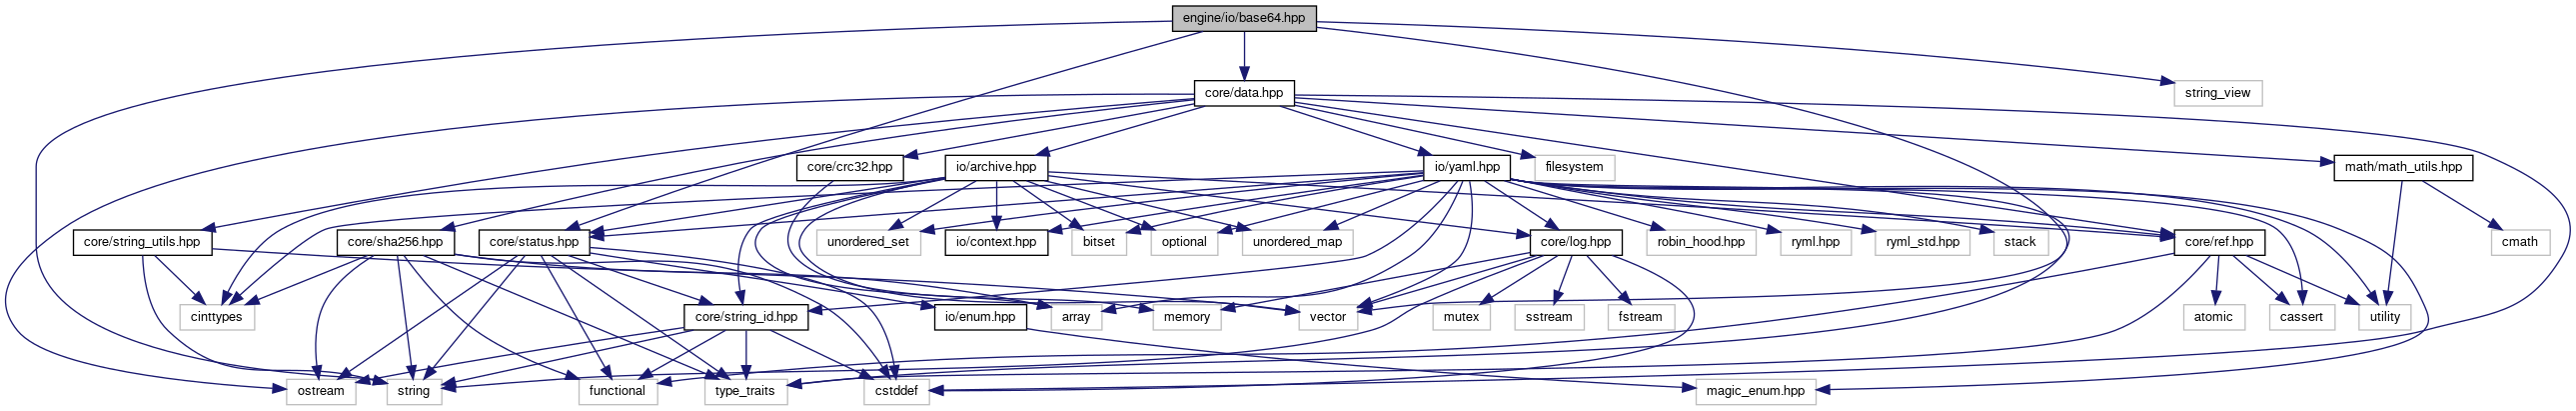 engine/io/base64.hpp
core/data.hpp
string_view
core/crc32.hpp
io/archive.hpp
io/yaml.hpp
filesystem
math/math_utils.hpp
core/string_utils.hpp
core/sha256.hpp
core/status.hpp
unordered_set
io/context.hpp
bitset
optional
unordered_map
core/log.hpp
robin_hood.hpp
ryml.hpp
ryml_std.hpp
stack
core/ref.hpp
cmath
cinttypes
core/string_id.hpp
io/enum.hpp
array
memory
vector
mutex
sstream
fstream
atomic
cassert
utility
ostream
string
functional
type_traits
cstddef
magic_enum.hpp